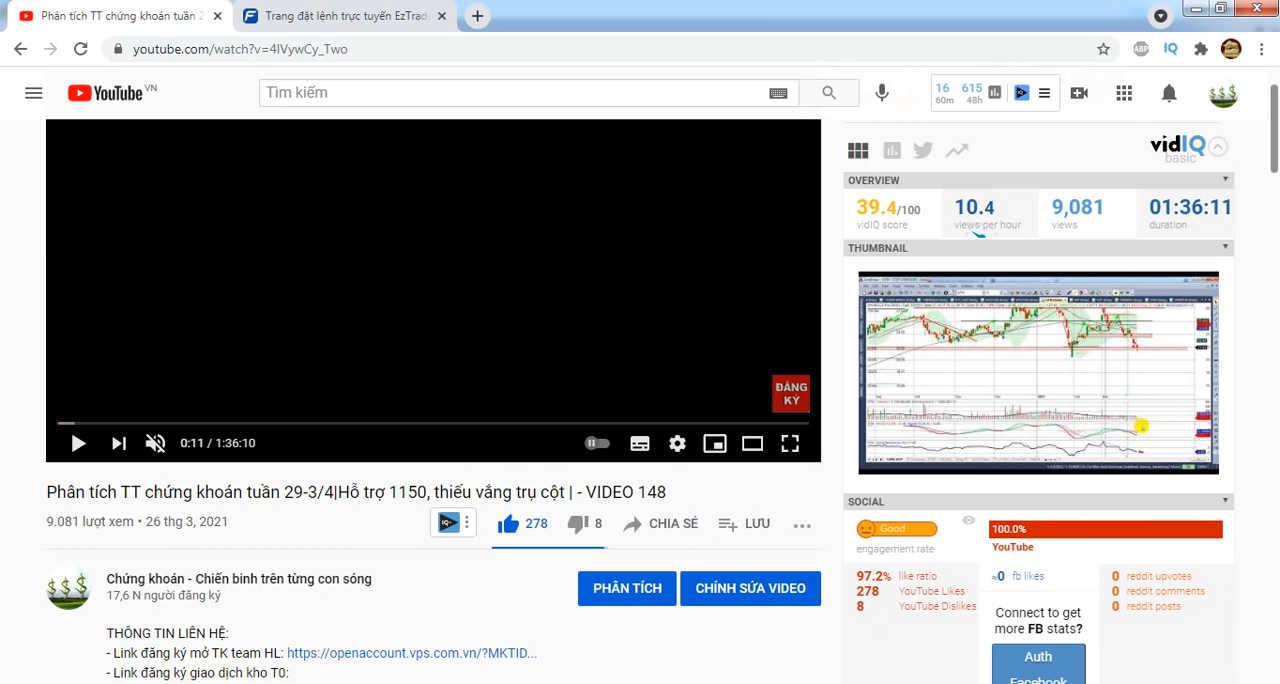 Phân tích TT chứng khoán tuần 2
Trang đặt lệnh trực tuyến EzTrad
youtube.com/watch?v=4IVywCy_Two
ABP
IQ
YouTube VN
Tìm kiếm
16 615
60m 48h
vidIQ
basic
OVERVIEW
39.4/100
vidIQ score
10.4
views per hour
9,081
views
01:36:11
duration
THUMBNAIL
ĐĂNG
KÝ
0:11 / 1:36:10
Phân tích TT chứng khoán tuần 29-3/4|Hỗ trợ 1150, thiếu vắng trụ cột | - VIDEO 148
9.081 lượt xem • 26 thg 3, 2021
278
8
CHIA SẺ
LƯU
SOCIAL
Good
engagement rate
100.0%
YouTube
97.2% like ratio
278 YouTube Likes
8 YouTube Dislikes
≈0 fb likes
Connect to get
more FB stats?
Auth
Facebook
0 reddit upvotes
0 reddit comments
0 reddit posts
$ $ $
Chứng khoán - Chiến binh trên từng con sóng
17,6 N người đăng ký
PHÂN TÍCH
CHỈNH SỬA VIDEO
THÔNG TIN LIÊN HỆ:
- Link đăng ký mở TK team HL: https://openaccount.vps.com.vn/?MKTID...
- Link đăng ký giao dịch kho T0: